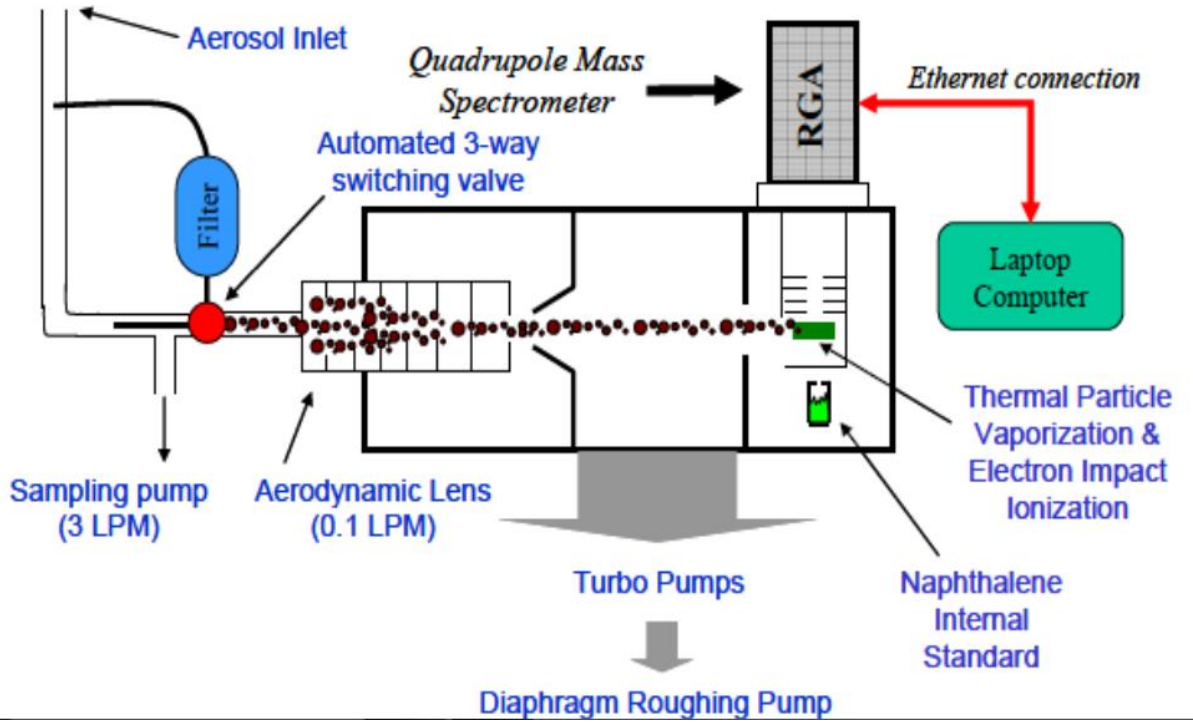 Aerosol Inlet
Quadrupole Mass
Spectrometer
RGA
Ethernet connection
Automated 3-way
switching valve
Filter
Laptop
Computer
Sampling pump
(3 LPM)
Aerodynamic Lens
(0.1 LPM)
Thermal Particle
Vaporization &
Electron Impact
Ionization
Turbo Pumps
Naphthalene
Internal
Standard
Diaphragm Roughing Pump